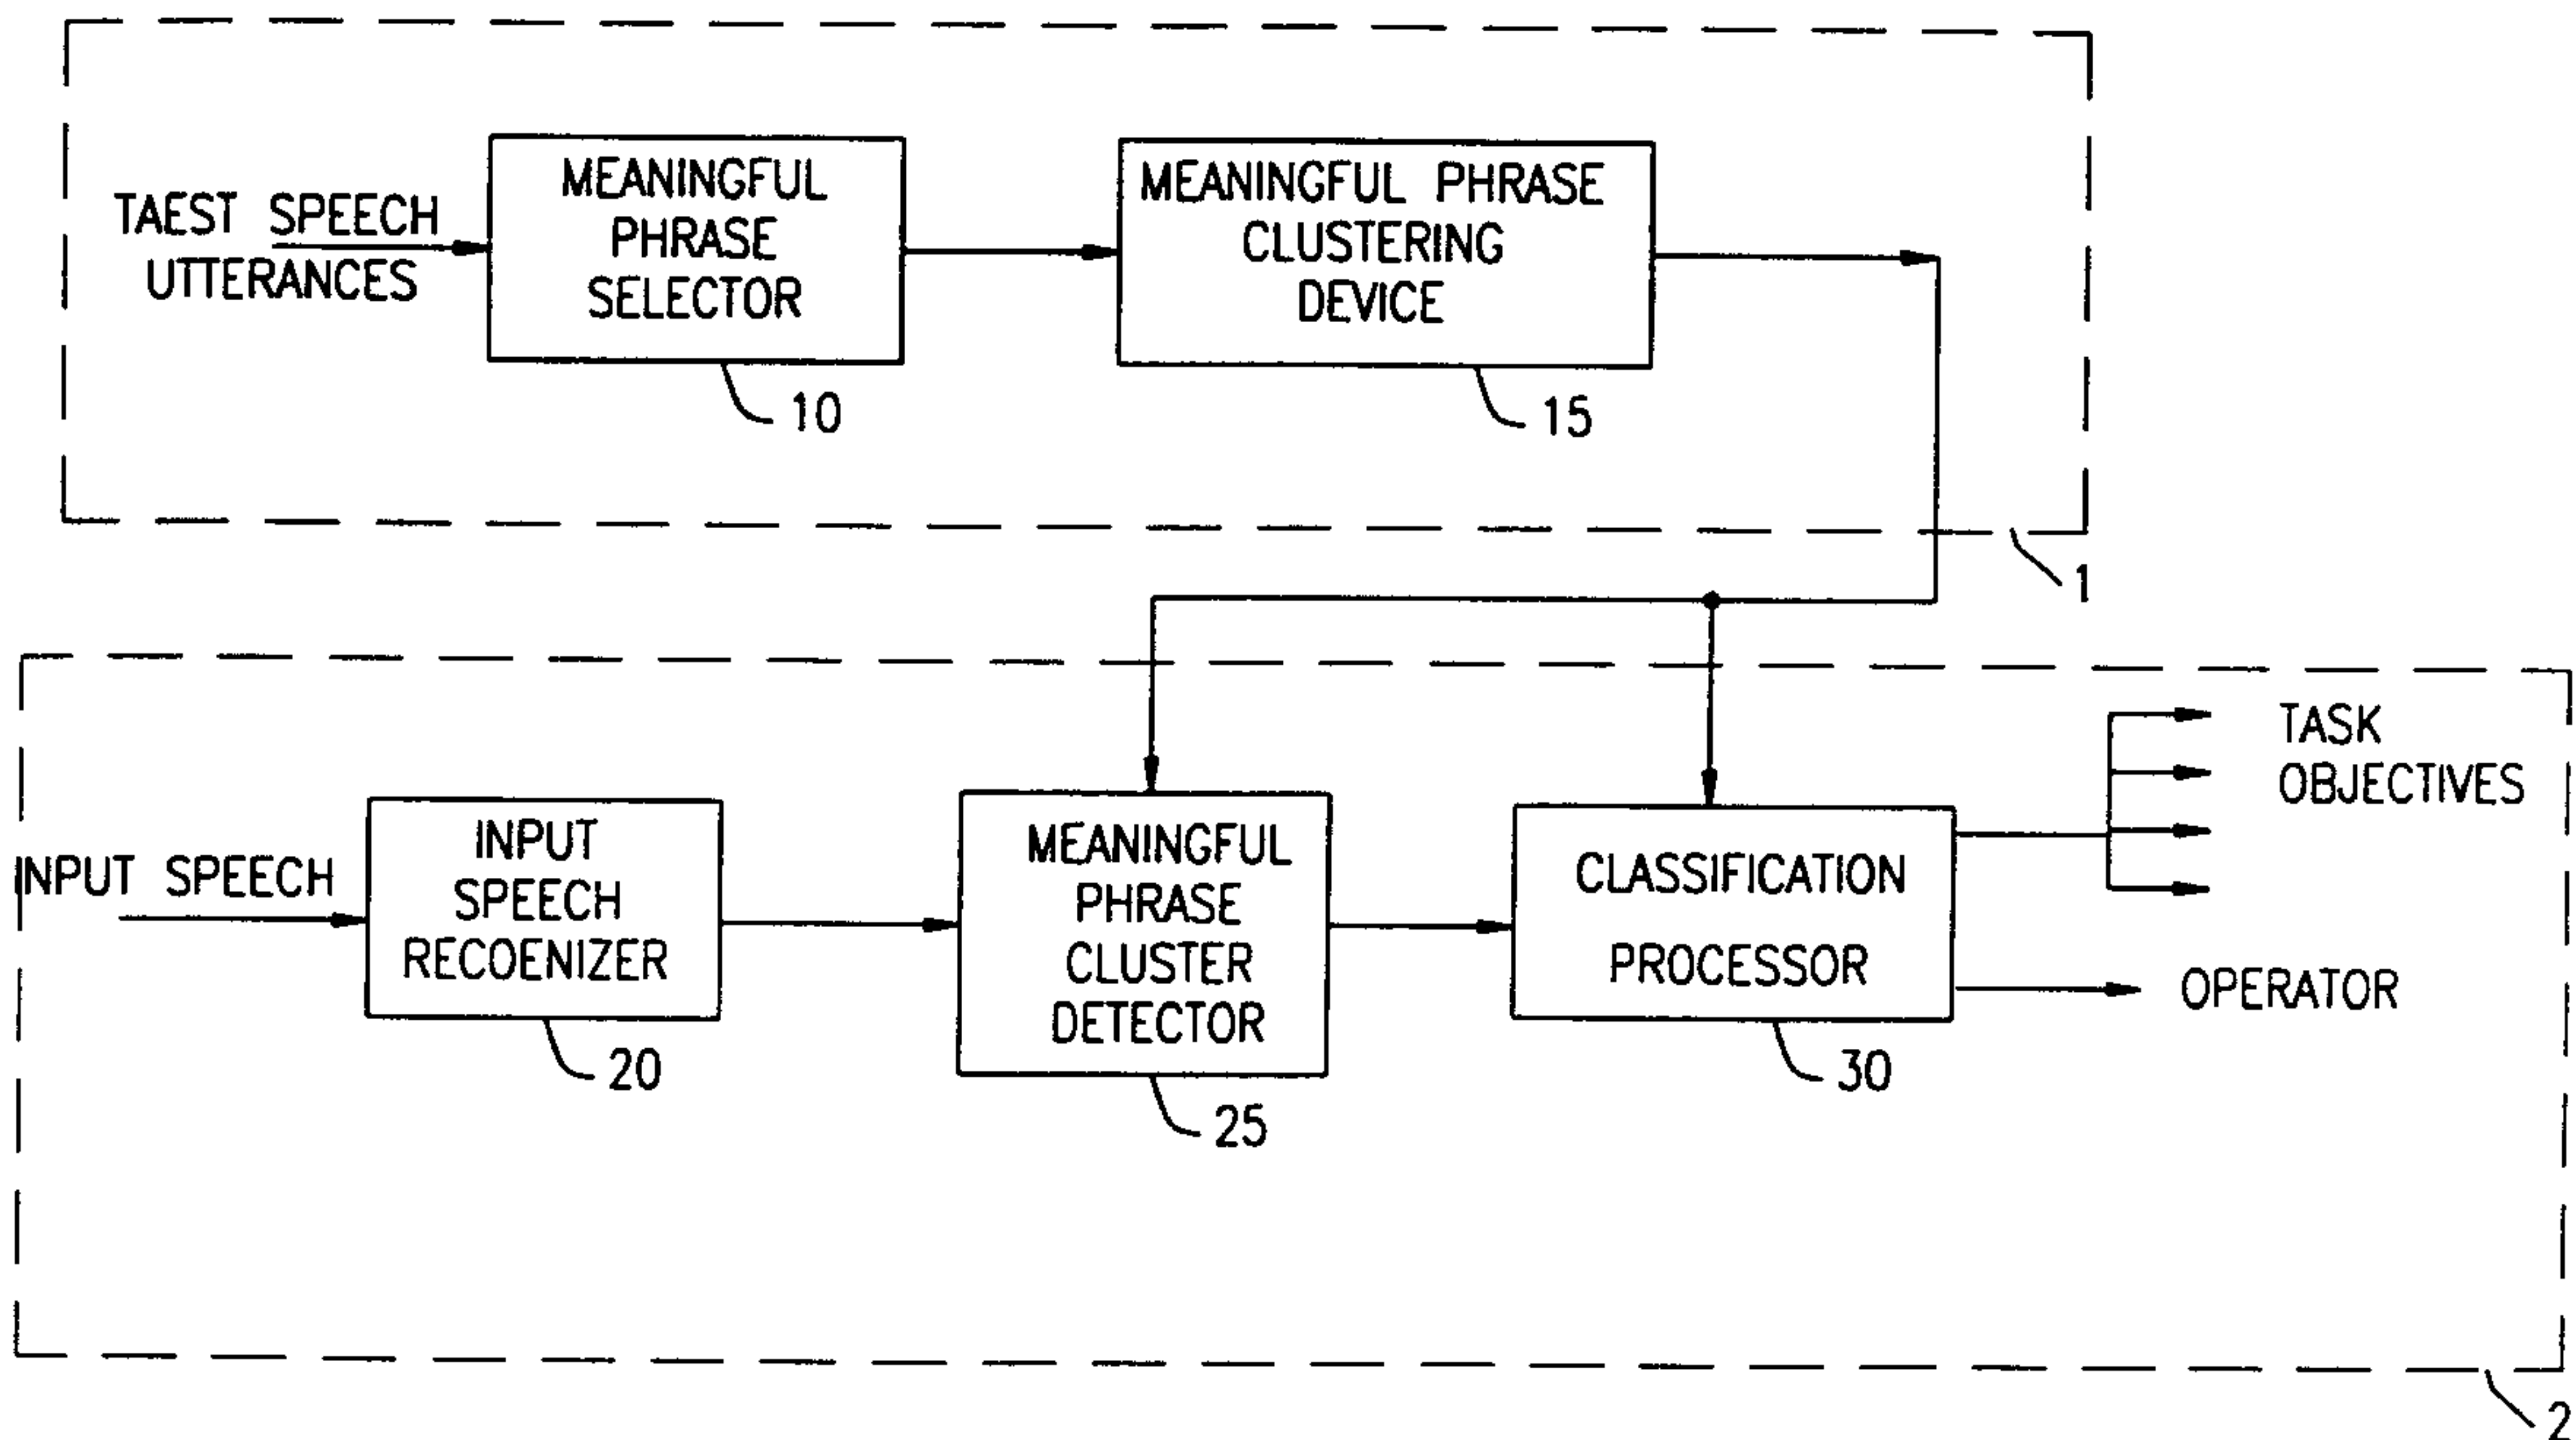 TAEST SPEECH
UTTERANCES
MEANINGFUL
PHRASE
SELECTOR
10
MEANINGFUL PHRASE
CLUSTERING
DEVICE
15
1
INPUT SPEECH
INPUT
SPEECH
RECOENIZER
20
MEANINGFUL
PHRASE
CLUSTER
DETECTOR
25
CLASSIFICATION
PROCESSOR
30
TASK
OBJECTIVES
OPERATOR
2